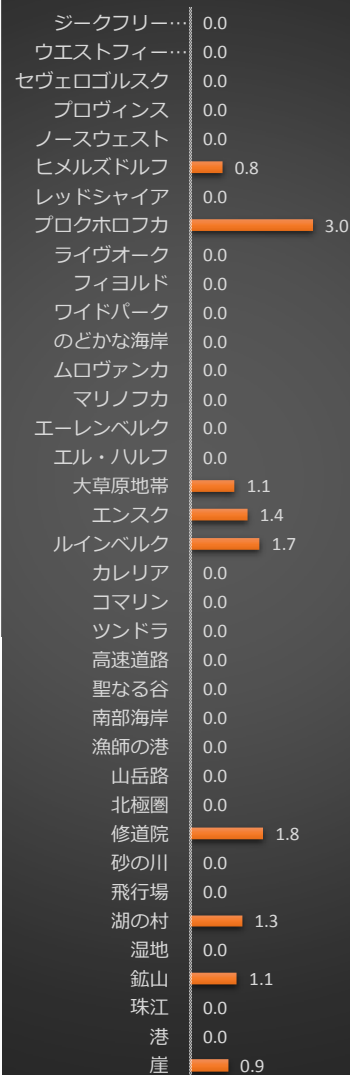 ジークフリー… 0.0
ウエストフィー… 0.0
セヴェロゴルスク 0.0
プロヴィンス 0.0
ノースウェスト 0.0
ヒメルズドルフ 0.8
レッドシャイア 0.0
プロクホロフカ 3.0
ライヴオーク 0.0
フィヨルド 0.0
ワイドパーク 0.0
のどかな海岸 0.0
ムロヴァンカ 0.0
マリノフカ 0.0
エーレンベルク 0.0
エル・ハルフ 0.0
大草原地帯 1.1
エンスク 1.4
ルインベルク 1.7
カレリア 0.0
コマリン 0.0
ツンドラ 0.0
高速道路 0.0
聖なる谷 0.0
南部海岸 0.0
漁師の港 0.0
山岳路 0.0
北極圏 0.0
修道院 1.8
砂の川 0.0
飛行場 0.0
湖の村 1.3
湿地 0.0
鉱山 1.1
珠江 0.0
港 0.0
崖 0.9